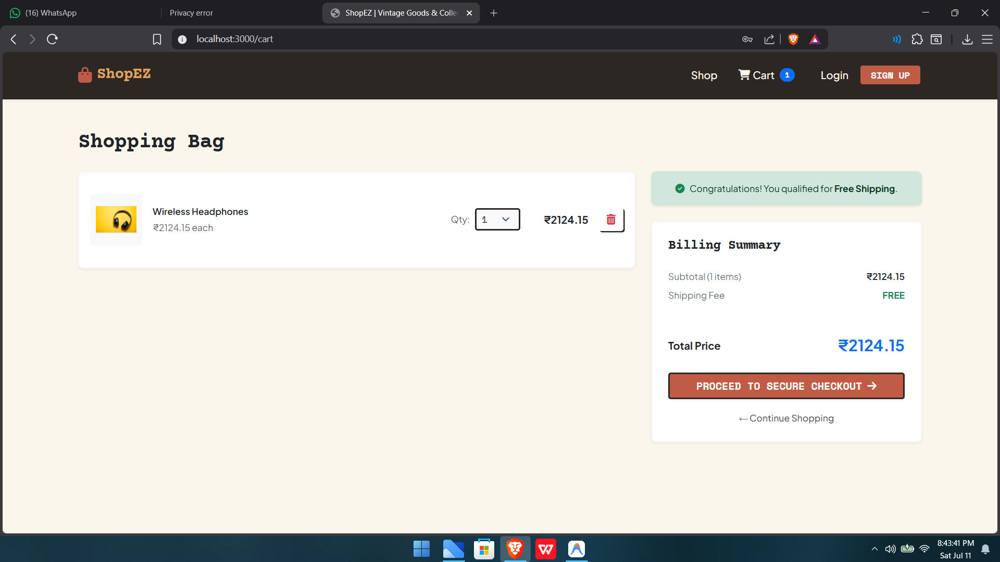 (16) WhatsApp
Privacy error
ShopEZ | Vintage Goods & Colle
localhost:3000/cart
ShopEZ
Shop
Cart 1
Login
SIGN UP
Shopping Bag
Wireless Headphones
₹2124.15 each
Qty: 1
₹2124.15
Congratulations! You qualified for Free Shipping.
Billing Summary
Subtotal (1 items) ₹2124.15
Shipping Fee FREE
Total Price ₹2124.15
PROCEED TO SECURE CHECKOUT →
← Continue Shopping
8:43:41 PM
Sat Jul 11